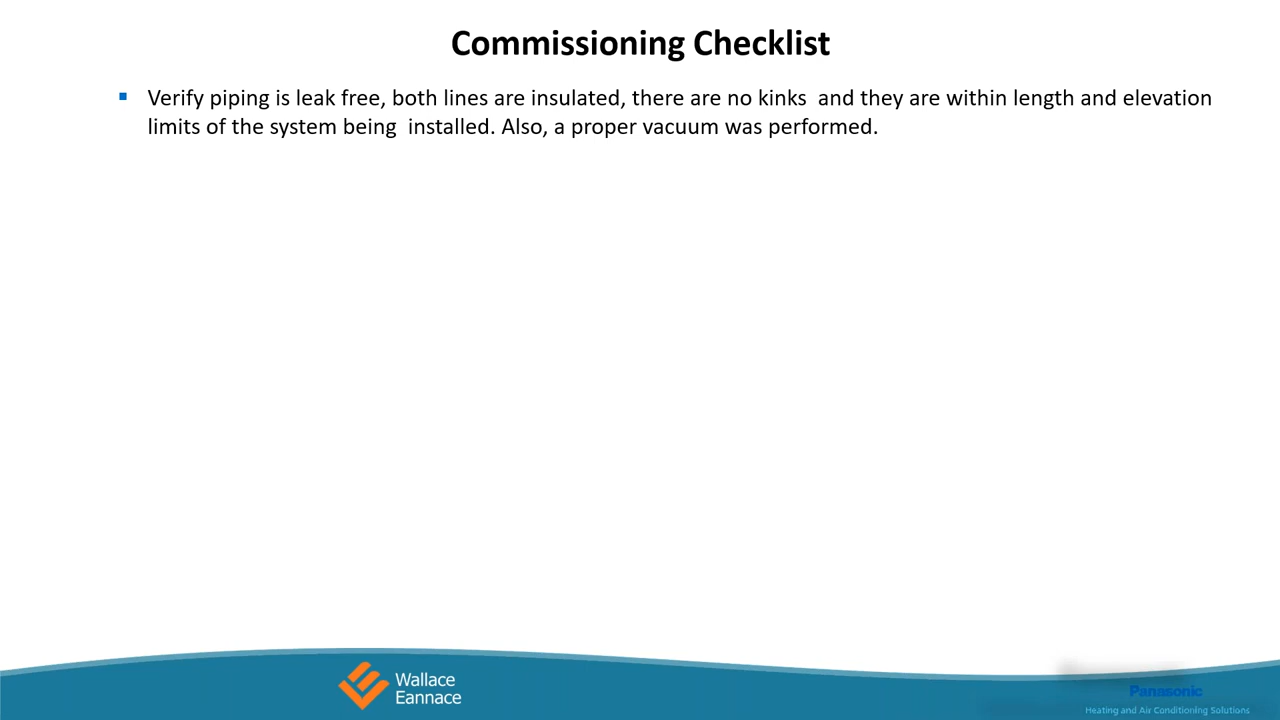 Commissioning Checklist
Verify piping is leak free, both lines are insulated, there are no kinks and they are within length and elevation
limits of the system being installed. Also, a proper vacuum was performed.
Wallace
Eannace
Panasonic
Heating and Air Conditioning Solutions